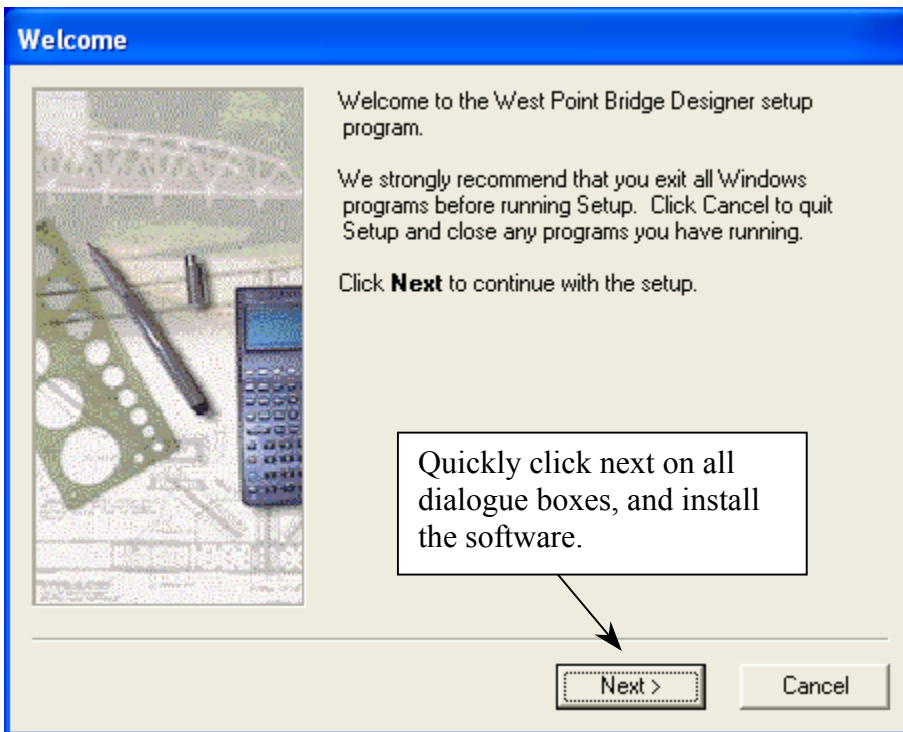 Welcome
Welcome to the West Point Bridge Designer setup
program.
We strongly recommend that you exit all Windows
programs before running Setup. Click Cancel to quit
Setup and close any programs you have running.
Click Next to continue with the setup.
Quickly click next on all
dialogue boxes, and install
the software.
Next >
Cancel